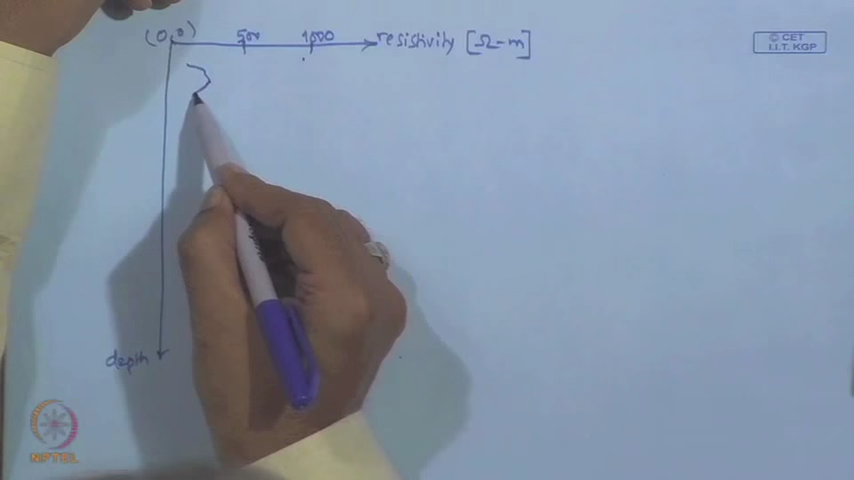 (0,0) 500 1000 resistivity [Ω-m]
© CET
I.I.T. KGP
depth
NPTEL